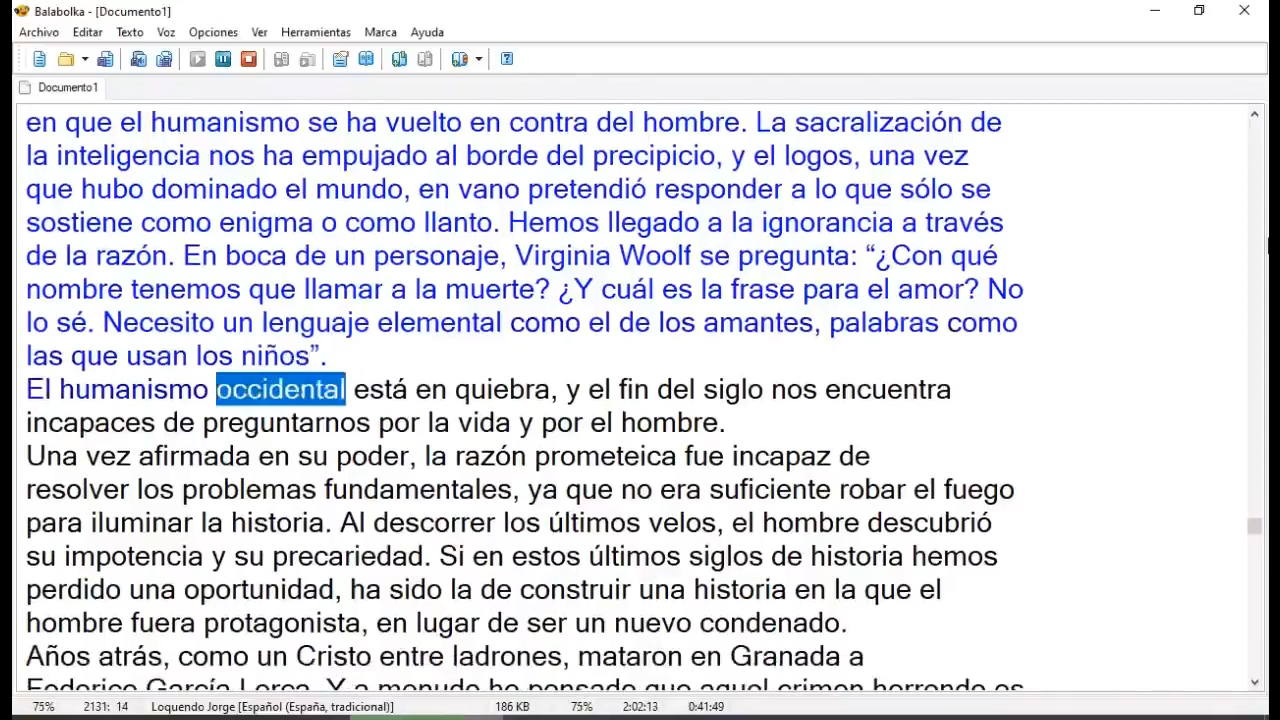 Balabolka - [Documento1]
Archivo Editar Texto Voz Opciones Ver Herramientas Marca Ayuda
Documento1
en que el humanismo se ha vuelto en contra del hombre. La sacralización de
la inteligencia nos ha empujado al borde del precipicio, y el logos, una vez
que hubo dominado el mundo, en vano pretendió responder a lo que sólo se
sostiene como enigma o como llanto. Hemos llegado a la ignorancia a través
de la razón. En boca de un personaje, Virginia Woolf se pregunta: “¿Con qué
nombre tenemos que llamar a la muerte? ¿Y cuál es la frase para el amor? No
lo sé. Necesito un lenguaje elemental como el de los amantes, palabras como
las que usan los niños”.
El humanismo occidental está en quiebra, y el fin del siglo nos encuentra
incapaces de preguntarnos por la vida y por el hombre.
Una vez afirmada en su poder, la razón prometeica fue incapaz de
resolver los problemas fundamentales, ya que no era suficiente robar el fuego
para iluminar la historia. Al descorrer los últimos velos, el hombre descubrió
su impotencia y su precariedad. Si en estos últimos siglos de historia hemos
perdido una oportunidad, ha sido la de construir una historia en la que el
hombre fuera protagonista, en lugar de ser un nuevo condenado.
Años atrás, como un Cristo entre ladrones, mataron en Granada a
Federico García Lorca. Y a menudo he pensado que aquel crimen horrendo es
75% 2131: 14 Loquendo Jorge [Español (España, tradicional)] 186 KB 75% 2:02:13 0:41:49